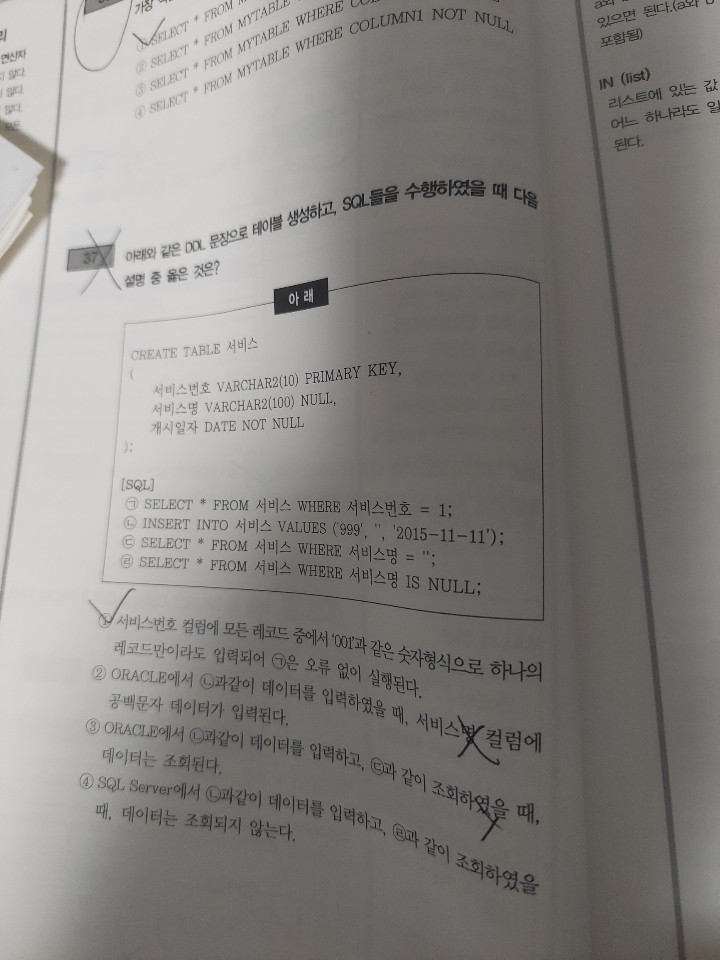 가장
① SELECT * FROM
② SELECT * FROM MYTABLE
③ SELECT * FROM MYTABLE WHERE
④ SELECT * FROM MYTABLE WHERE COLUMN1 NOT NULL
리
연산자
있으면 된다.(a와
포함됨)
IN (list)
리스트에 있는 값
어느 하나라도 일
된다.
37 아래와 같은 DDL 문장으로 테이블 생성하고, SQL들을 수행하였을 때 다음
설명 중 옳은 것은?
아 래
CREATE TABLE 서비스
(
서비스번호 VARCHAR2(10) PRIMARY KEY,
서비스명 VARCHAR2(100) NULL,
개시일자 DATE NOT NULL
);
[SQL]
㉠ SELECT * FROM 서비스 WHERE 서비스번호 = 1;
㉡ INSERT INTO 서비스 VALUES ('999', '', '2015-11-11');
㉢ SELECT * FROM 서비스 WHERE 서비스명 = '';
㉣ SELECT * FROM 서비스 WHERE 서비스명 IS NULL;
① 서비스번호 컬럼에 모든 레코드 중에서 '001'과 같은 숫자형식으로 하나의
레코드만이라도 입력되어 ㉠은 오류 없이 실행된다.
② ORACLE에서 ㉡과같이 데이터를 입력하였을 때, 서비스명 컬럼에
공백문자 데이터가 입력된다.
③ ORACLE에서 ㉡과같이 데이터를 입력하고, ㉢과 같이 조회하였을 때,
데이터는 조회된다.
④ SQL Server에서 ㉡과같이 데이터를 입력하고, ㉣과 같이 조회하였을
때, 데이터는 조회되지 않는다.